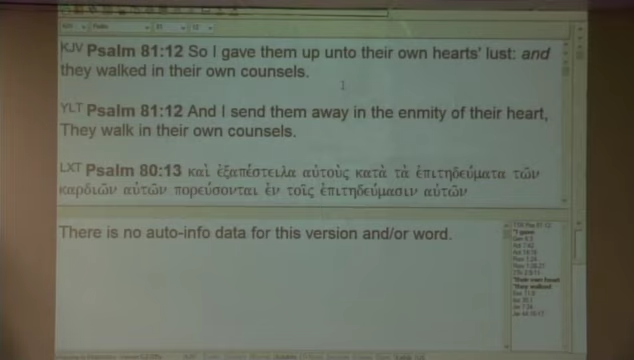 KJV Psalm 81:12 So I gave them up unto their own hearts' lust: and
they walked in their own counsels.
YLT Psalm 81:12 And I send them away in the enmity of their heart,
They walk in their own counsels.
LXT Psalm 80:13 καὶ ἐξαπέστειλα αὐτοὺς κατὰ τὰ ἐπιτηδεύματα τῶν
καρδιῶν αὐτῶν πορεύσονται ἐν τοῖς ἐπιτηδεύμασιν αὐτῶν
There is no auto-info data for this version and/or word.